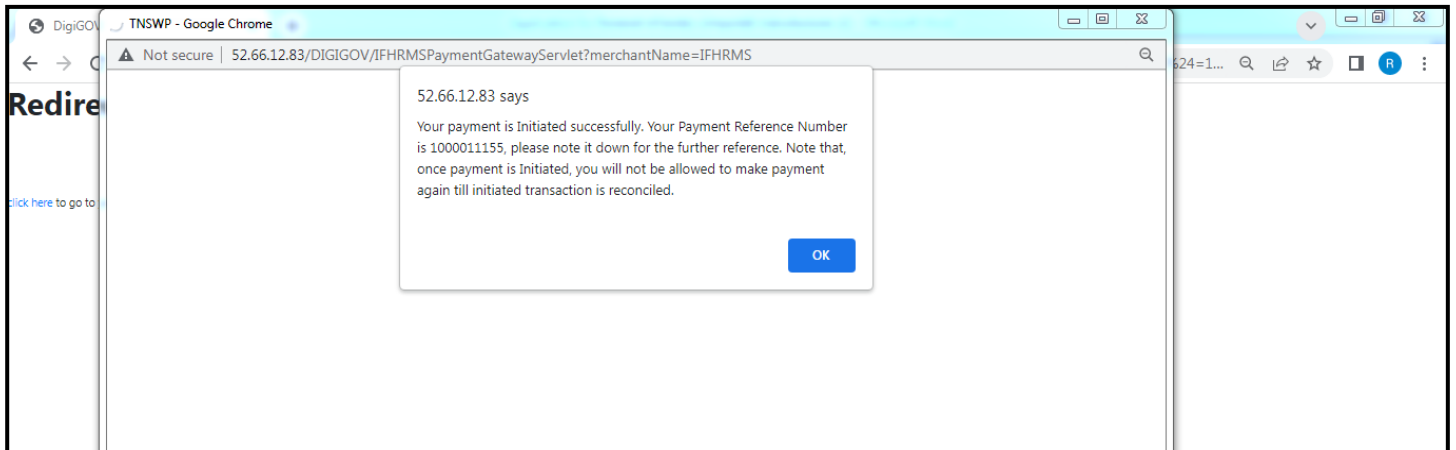 DigiGOV
TNSWP - Google Chrome
Not secure | 52.66.12.83/DIGIGOV/IFHRMSPaymentGatewayServlet?merchantName=IFHRMS
%24=1...
R
Redire
52.66.12.83 says
Your payment is Initiated successfully. Your Payment Reference Number
is 1000011155, please note it down for the further reference. Note that,
once payment is Initiated, you will not be allowed to make payment
again till initiated transaction is reconciled.
click here to go to
OK